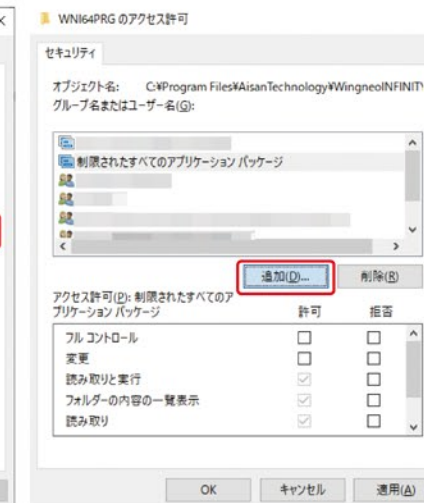 WNI64PRG のアクセス許可
セキュリティ
オブジェクト名: C:¥Program Files¥AisanTechnology¥WingneoINFINITY
グループ名またはユーザー名(G):
制限されたすべてのアプリケーション パッケージ
追加(D)...
削除(R)
アクセス許可(P): 制限されたすべてのア
プリケーション パッケージ
許可 拒否
フル コントロール
変更
読み取りと実行
フォルダーの内容の一覧表示
読み取り
OK キャンセル 適用(A)